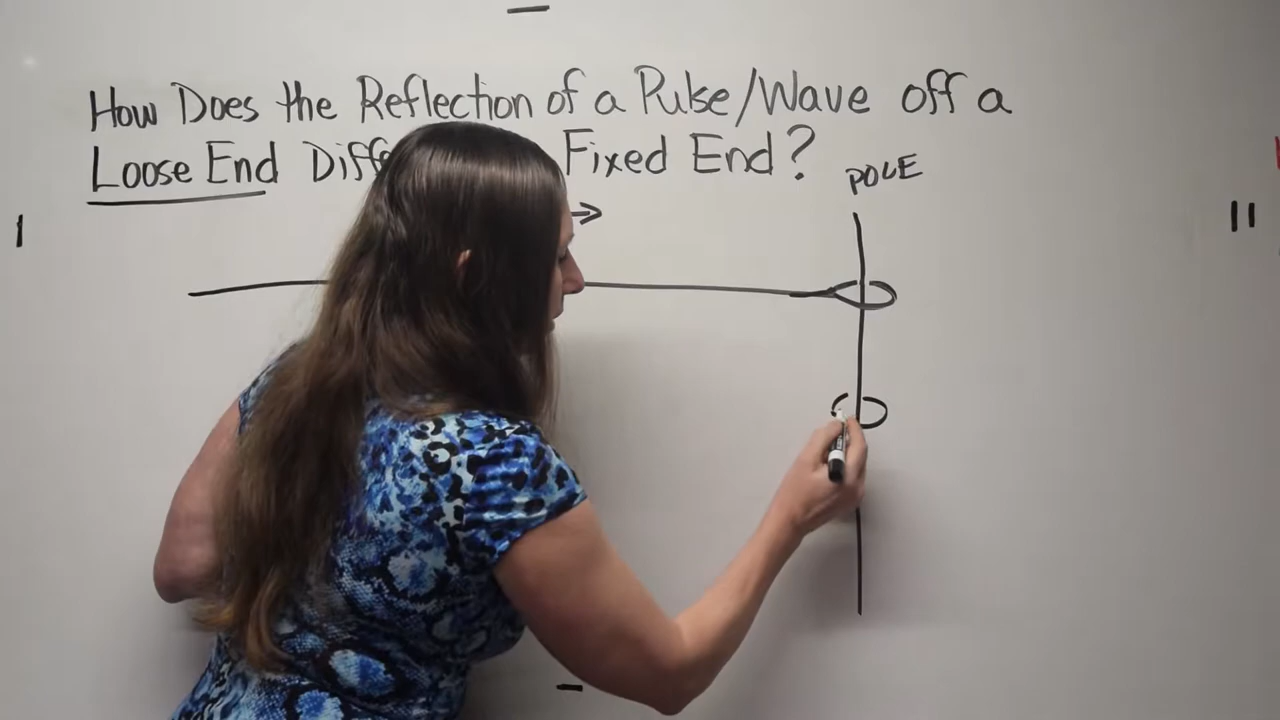 How Does the Reflection of a Pulse/Wave off a
Loose End Diff Fixed End?
POLE